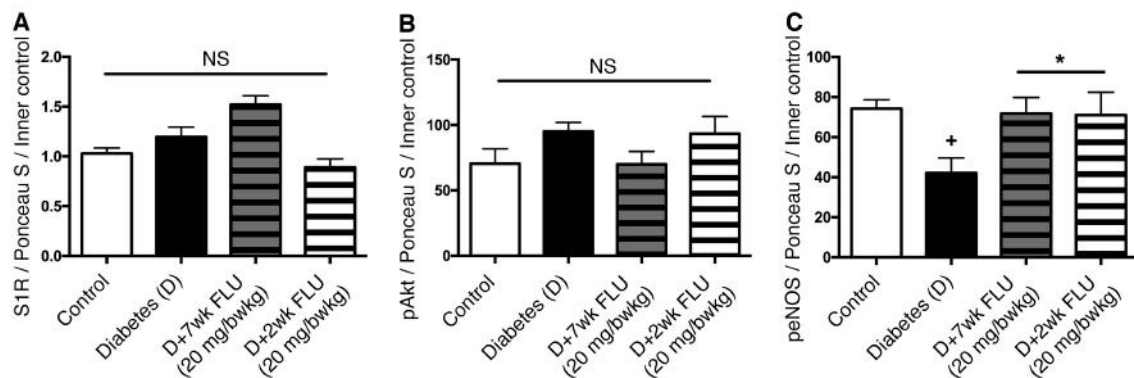 A
S1R / Ponceau S / Inner control
2.0
1.5
1.0
0.5
0.0
NS
Control
Diabetes (D)
D+7wk FLU
(20 mg/bwkg)
D+2wk FLU
(20 mg/bwkg)
B
pAkt / Ponceau S / Inner control
150
100
50
0
NS
Control
Diabetes (D)
D+7wk FLU
(20 mg/bwkg)
D+2wk FLU
(20 mg/bwkg)
C
peNOS / Ponceau S / Inner control
100
80
60
40
20
0
+
*
Control
Diabetes (D)
D+7wk FLU
(20 mg/bwkg)
D+2wk FLU
(20 mg/bwkg)